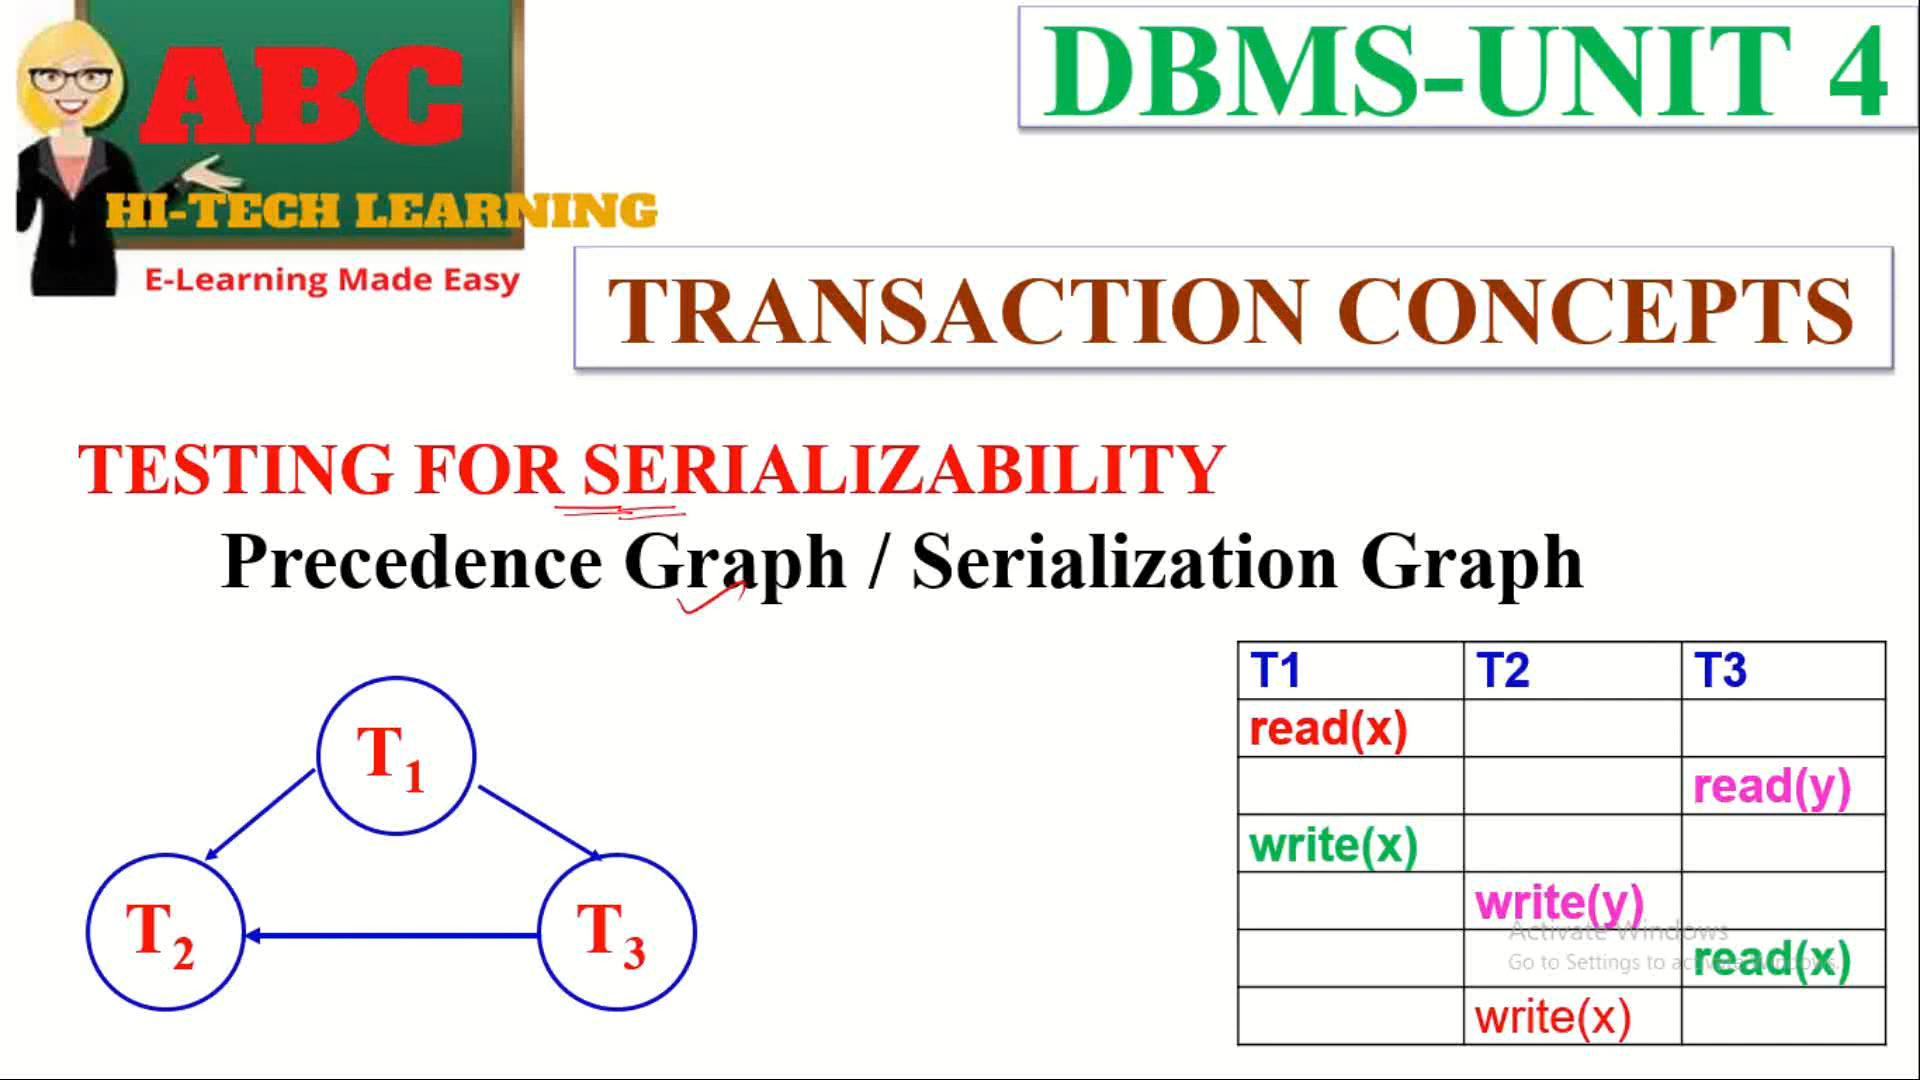 ABC
HI-TECH LEARNING
E-Learning Made Easy
DBMS-UNIT 4
TRANSACTION CONCEPTS
TESTING FOR SERIALIZABILITY
Precedence Graph / Serialization Graph
T1
T2
T3
T1 T2 T3
read(x)
read(y)
write(x)
write(y)
Activate Windows
read(x)
Go to Settings to activate Windows.
write(x)